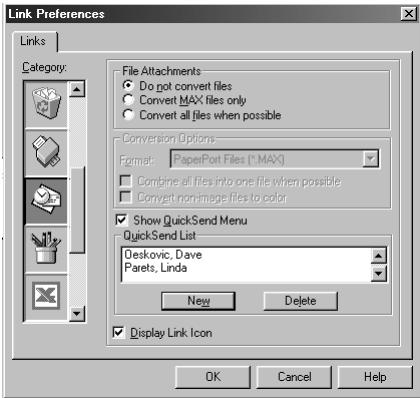 Link Preferences
Links
Category:
File Attachments
Do not convert files
Convert MAX files only
Convert all files when possible
Conversion Options
Format: PaperPort Files (*.MAX)
Combine all files into one file when possible
Convert non-image files to color
Show QuickSend Menu
QuickSend List
Oeskovic, Dave
Parets, Linda
New Delete
Display Link Icon
OK Cancel Help